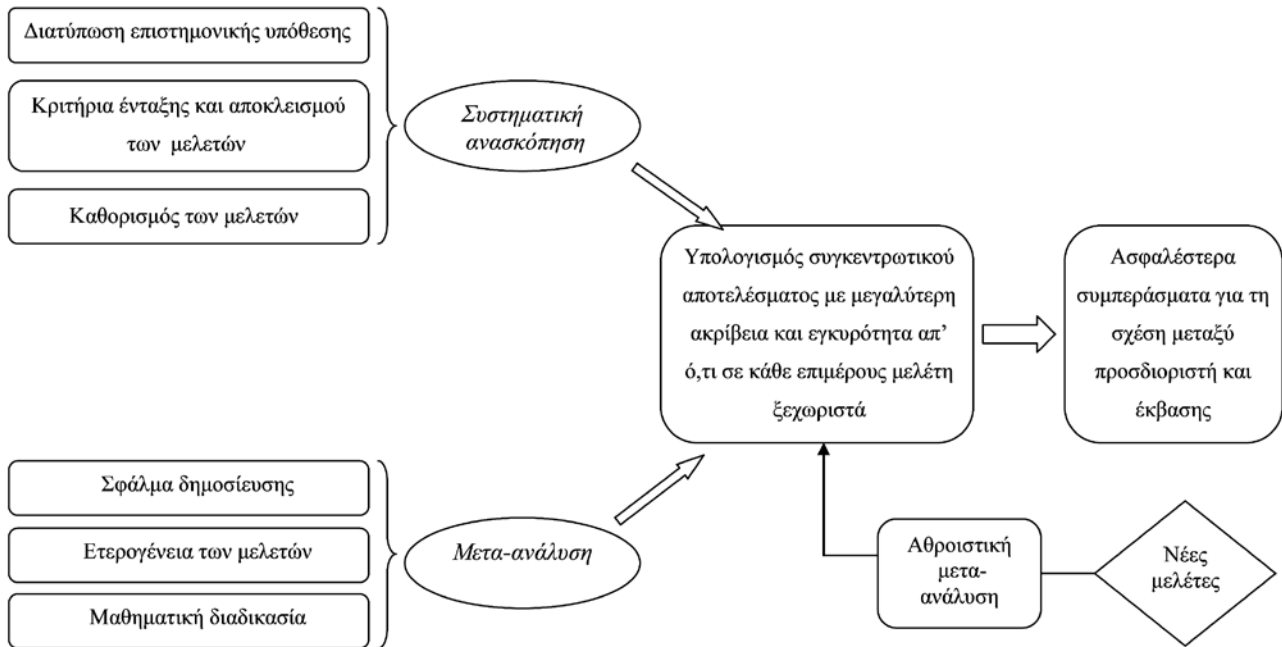 Διατύπωση επιστημονικής υπόθεσης
Κριτήρια ένταξης και αποκλεισμού
των μελετών
Καθορισμός των μελετών
Συστηματική
ανασκόπηση
Υπολογισμός συγκεντρωτικού
αποτελέσματος με μεγαλύτερη
ακρίβεια και εγκυρότητα απ’
ό,τι σε κάθε επιμέρους μελέτη
ξεχωριστά
Ασφαλέστερα
συμπεράσματα για τη
σχέση μεταξύ
προσδιοριστή και
έκβασης
Σφάλμα δημοσίευσης
Ετερογένεια των μελετών
Μαθηματική διαδικασία
Μετα-ανάλυση
Αθροιστική
μετα-
ανάλυση
Νέες
μελέτες